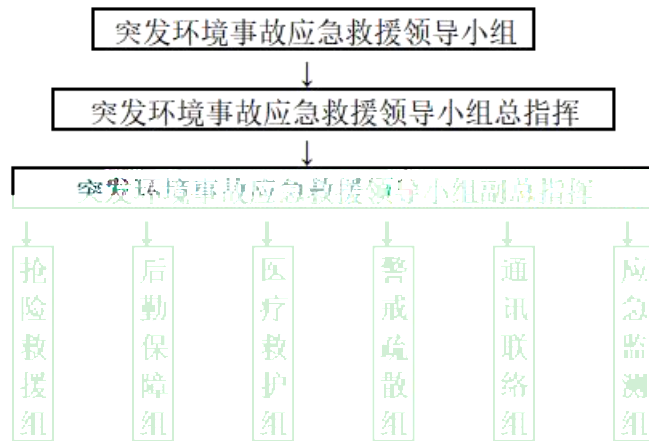 突发环境事故应急救援领导小组
↓
突发环境事故应急救援领导小组总指挥
↓
突发环境事故应急救援领导小组副总指挥
抢险救援组
后勤保障组
医疗救护组
警戒疏散组
通讯联络组
应急监测组